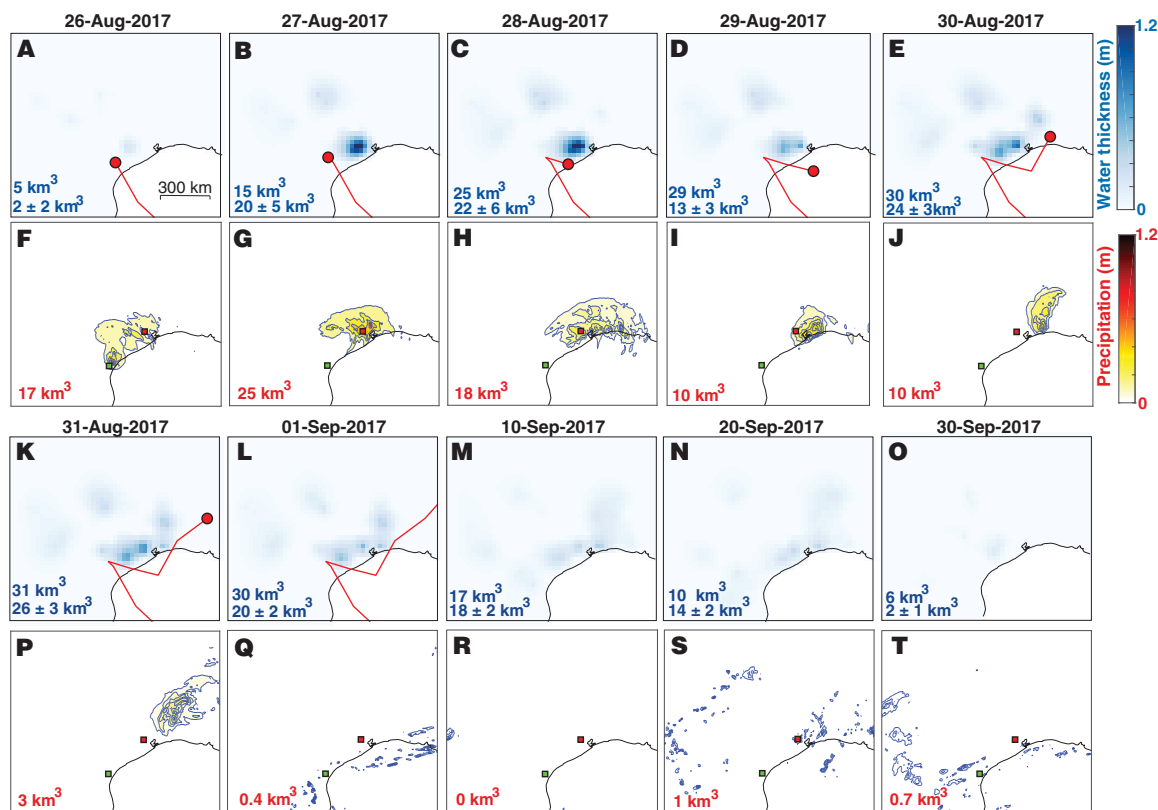 26-Aug-2017
27-Aug-2017
28-Aug-2017
29-Aug-2017
30-Aug-2017
A
5 km³
2 ± 2 km³
300 km
B
15 km³
20 ± 5 km³
C
25 km³
22 ± 6 km³
D
29 km³
13 ± 3 km³
E
30 km³
24 ± 3km³
1.2
Water thickness (m)
0
F
17 km³
G
25 km³
H
18 km³
I
10 km³
J
10 km³
1.2
Precipitation (m)
0
31-Aug-2017
01-Sep-2017
10-Sep-2017
20-Sep-2017
30-Sep-2017
K
31 km³
26 ± 3 km³
L
30 km³
20 ± 2 km³
M
17 km³
18 ± 2 km³
N
10 km³
14 ± 2 km³
O
6 km³
2 ± 1 km³
P
3 km³
Q
0.4 km³
R
0 km³
S
1 km³
T
0.7 km³